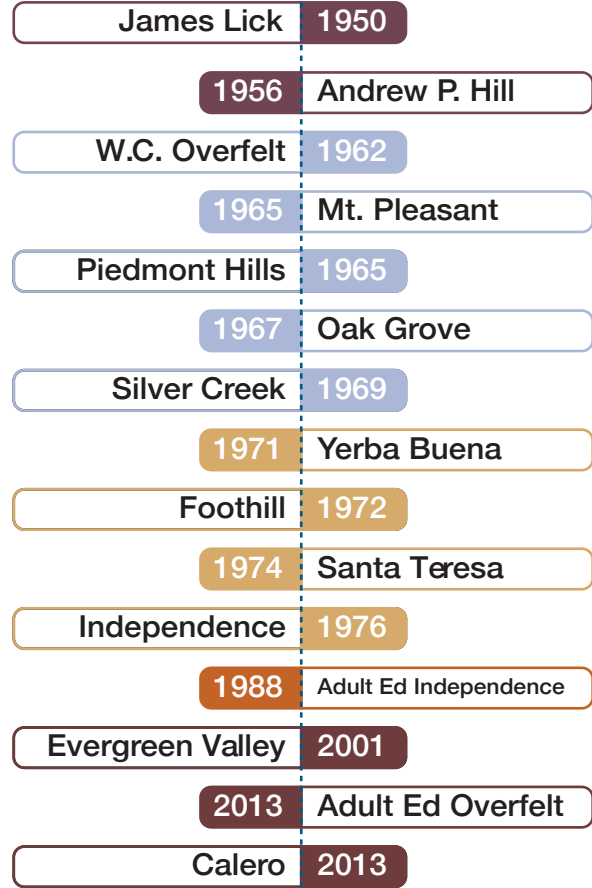 James Lick 1950
1956 Andrew P. Hill
W.C. Overfelt 1962
1965 Mt. Pleasant
Piedmont Hills 1965
1967 Oak Grove
Silver Creek 1969
1971 Yerba Buena
Foothill 1972
1974 Santa Teresa
Independence 1976
1988 Adult Ed Independence
Evergreen Valley 2001
2013 Adult Ed Overfelt
Calero 2013